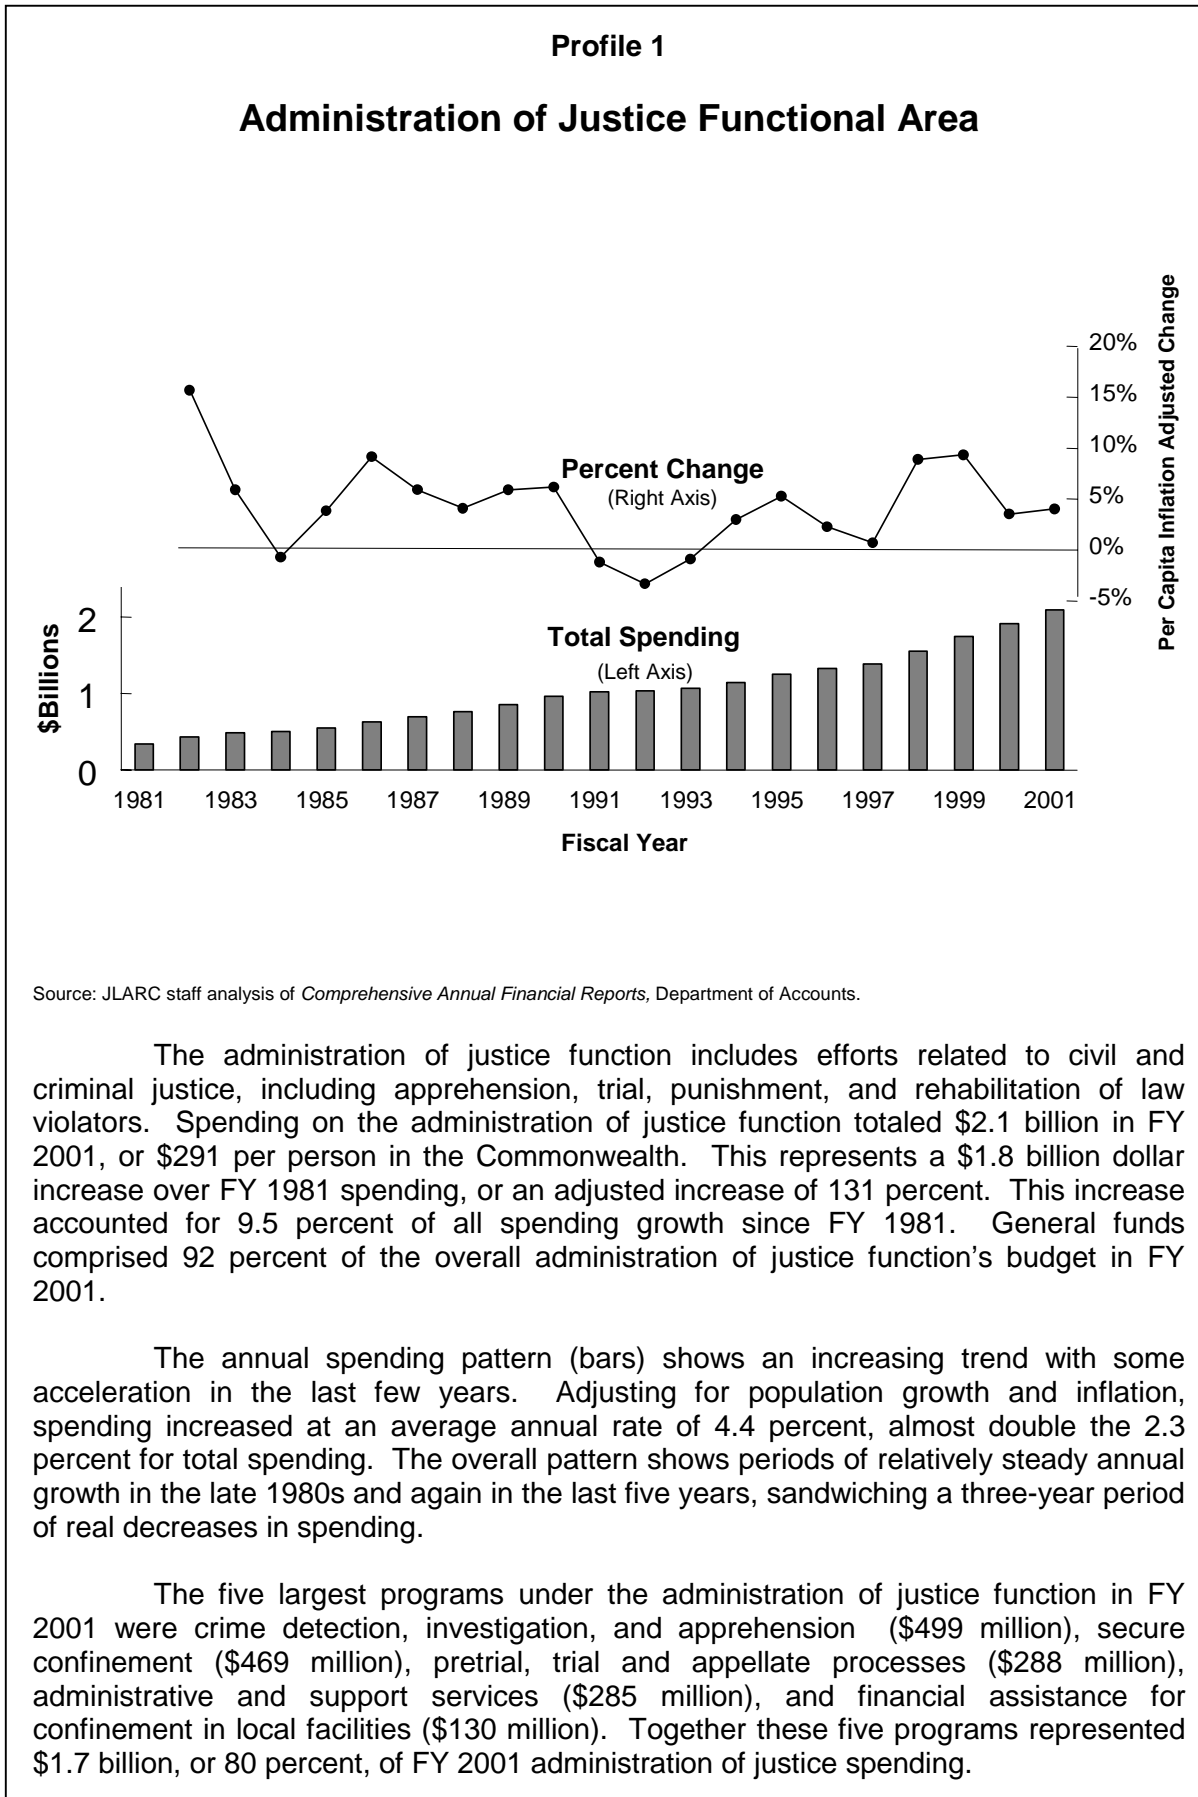 Profile 1
Administration of Justice Functional Area
Per Capita Inflation Adjusted Change
20%
15%
10%
5%
0%
-5%
Percent Change
(Right Axis)
Total Spending
(Left Axis)
$Billions
2
1
0
1981 1983 1985 1987 1989 1991 1993 1995 1997 1999 2001
Fiscal Year
Source: JLARC staff analysis of Comprehensive Annual Financial Reports, Department of Accounts.
The administration of justice function includes efforts related to civil and
criminal justice, including apprehension, trial, punishment, and rehabilitation of law
violators. Spending on the administration of justice function totaled $2.1 billion in FY
2001, or $291 per person in the Commonwealth. This represents a $1.8 billion dollar
increase over FY 1981 spending, or an adjusted increase of 131 percent. This increase
accounted for 9.5 percent of all spending growth since FY 1981. General funds
comprised 92 percent of the overall administration of justice function’s budget in FY
2001.
The annual spending pattern (bars) shows an increasing trend with some
acceleration in the last few years. Adjusting for population growth and inflation,
spending increased at an average annual rate of 4.4 percent, almost double the 2.3
percent for total spending. The overall pattern shows periods of relatively steady annual
growth in the late 1980s and again in the last five years, sandwiching a three-year period
of real decreases in spending.
The five largest programs under the administration of justice function in FY
2001 were crime detection, investigation, and apprehension ($499 million), secure
confinement ($469 million), pretrial, trial and appellate processes ($288 million),
administrative and support services ($285 million), and financial assistance for
confinement in local facilities ($130 million). Together these five programs represented
$1.7 billion, or 80 percent, of FY 2001 administration of justice spending.